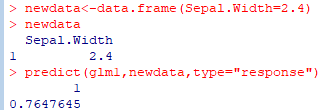 > newdata<-data.frame(Sepal.Width=2.4)
> newdata
  Sepal.Width
1         2.4
> predict(glm1,newdata,type="response")
        1
0.7647645